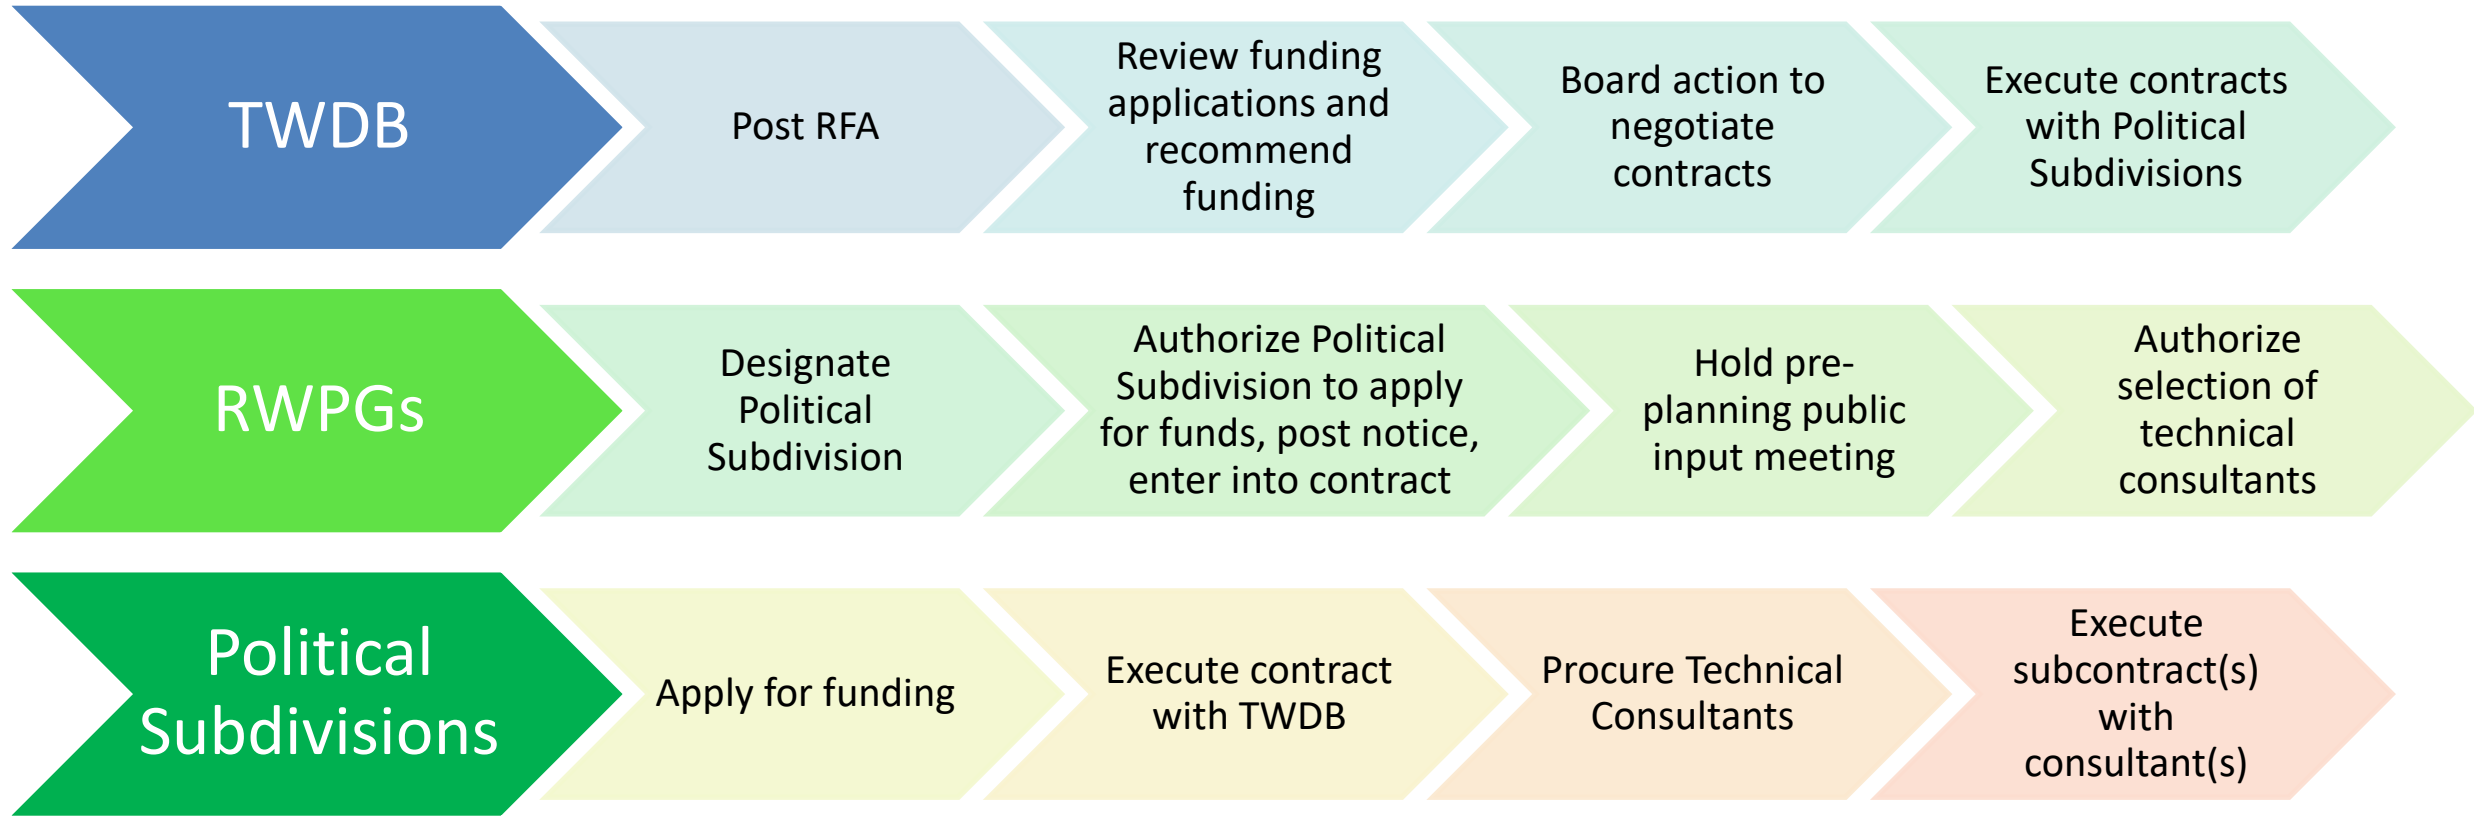 TWDB
Post RFA
Review funding
applications and
recommend
funding
Board action to
negotiate
contracts
Execute contracts
with Political
Subdivisions
RWPGs
Designate
Political
Subdivision
Authorize Political
Subdivision to apply
for funds, post notice,
enter into contract
Hold pre-
planning public
input meeting
Authorize
selection of
technical
consultants
Political
Subdivisions
Apply for funding
Execute contract
with TWDB
Procure Technical
Consultants
Execute
subcontract(s)
with
consultant(s)